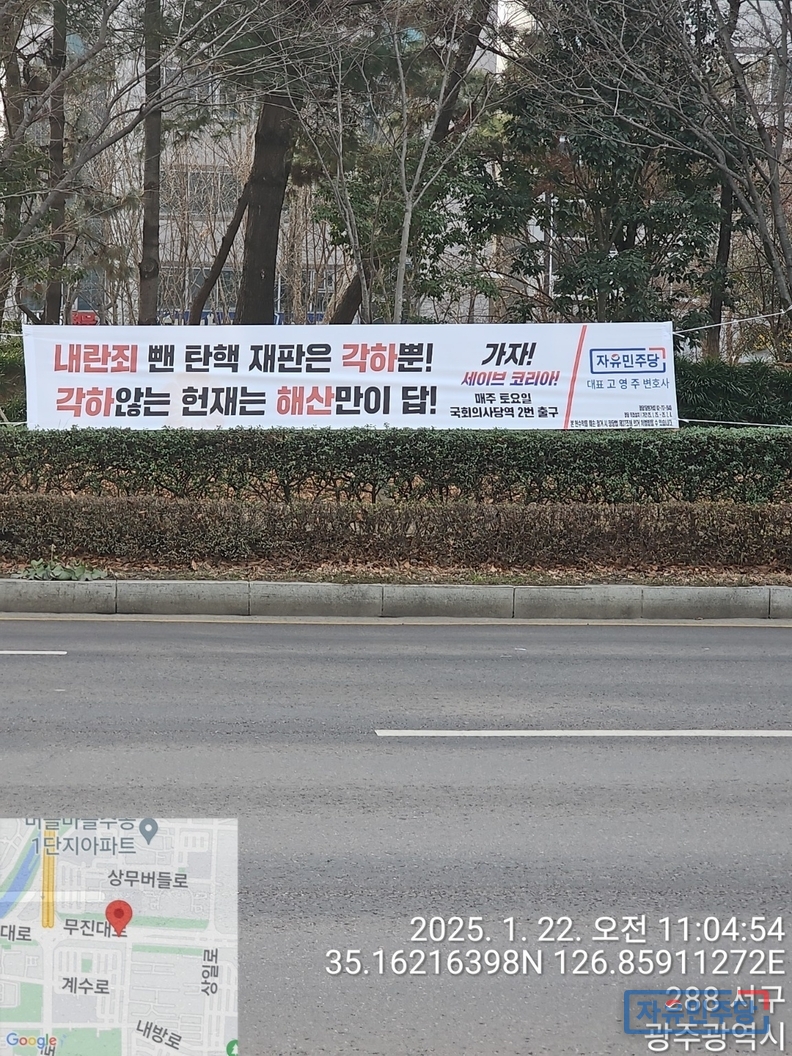 내란죄 뺀 탄핵 재판은 각하뿐!
각하않는 헌재는 해산만이 답!
가자!
세이브 코리아!
매주 토요일
국회의사당역 2번 출구
자유민주당
대표 고영주 변호사
1단지아파트
상무버들로
무진대로
대로
계수로
상일로
내방로
Google
2025. 1. 22. 오전 11:04:54
35.16216398N 126.85911272E
288 서구
광주광역시
자유민주당